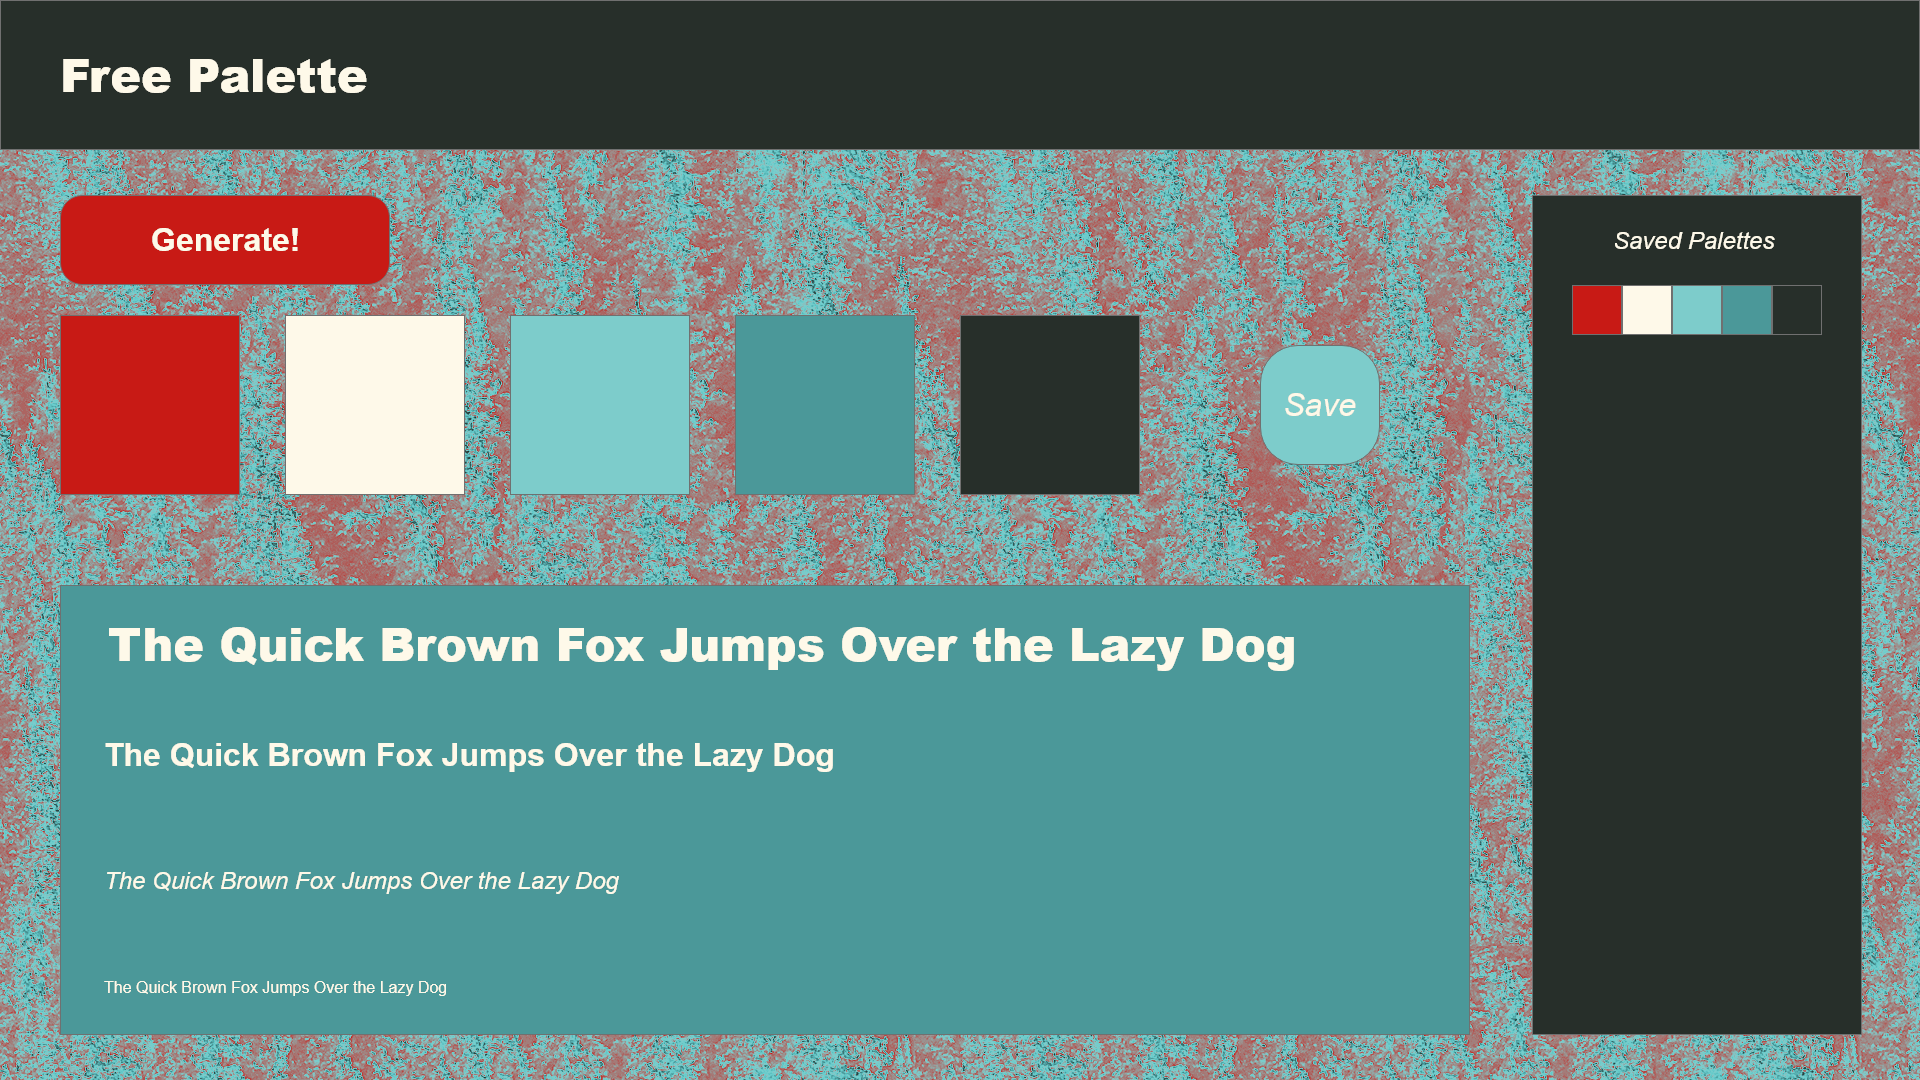 Free Palette
Generate!
Saved Palettes
Save
The Quick Brown Fox Jumps Over the Lazy Dog
The Quick Brown Fox Jumps Over the Lazy Dog
The Quick Brown Fox Jumps Over the Lazy Dog
The Quick Brown Fox Jumps Over the Lazy Dog